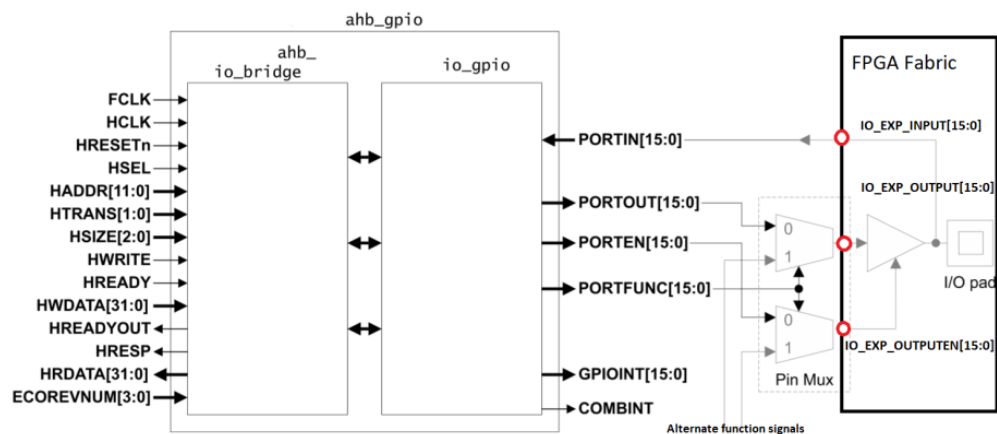 ahb_gpio
ahb_
io_bridge
io_gpio
FPGA Fabric
FCLK
HCLK
HRESETn
HSEL
HADDR[11:0]
HTRANS[1:0]
HSIZE[2:0]
HWRITE
HREADY
HWDATA[31:0]
HREADYOUT
HRESP
HRDATA[31:0]
ECOREVNUM[3:0]
PORTIN[15:0]
PORTOUT[15:0]
PORTEN[15:0]
PORTFUNC[15:0]
GPIOINT[15:0]
COMBINT
0
1
0
1
Pin Mux
Alternate function signals
IO_EXP_INPUT[15:0]
IO_EXP_OUTPUT[15:0]
I/O pad
IO_EXP_OUTPUTEN[15:0]